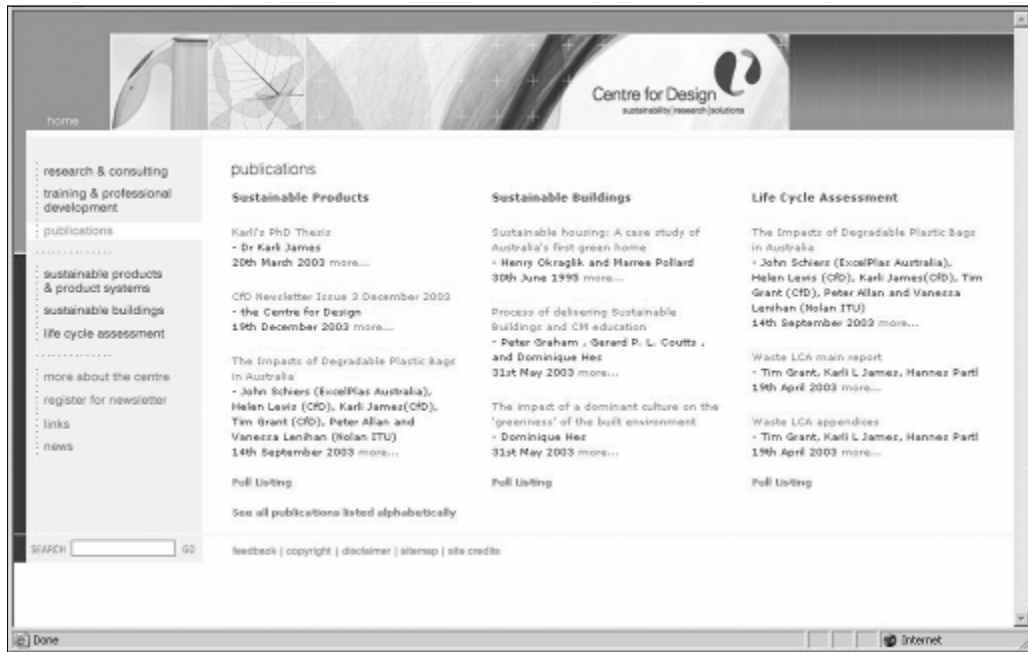 Centre for Design
sustainability|research|solutions
home
research & consulting
training & professional
development
publications
sustainable products
& product systems
sustainable buildings
life cycle assessment
more about the centre
register for newsletter
links
news
SEARCH
GO
publications
Sustainable Products
Karli's PhD Thesis
- Dr Karli James
20th March 2003 more...
CfD Newsletter Issue 3 December 2003
- the Centre for Design
19th December 2003 more...
The Impacts of Degradable Plastic Bags
in Australia
- John Schiers (ExcelPlas Australia),
Helen Lewis (CfD), Karli James(CfD),
Tim Grant (CfD), Peter Allan and
Vanessa Lenihan (Nolan ITU)
14th September 2003 more...
Full Listing
See all publications listed alphabetically
Sustainable Buildings
Sustainable housing: A case study of
Australia's first green home
- Henry Okraglik and Marree Pollard
30th June 1995 more...
Process of delivering Sustainable
Buildings and CM education
- Peter Graham , Gerard P. L. Coutts ,
and Dominique Hes
31st May 2003 more...
The impact of a dominant culture on the
'greenness' of the built environment
- Dominique Hes
31st May 2003 more...
Full Listing
Life Cycle Assessment
The Impacts of Degradable Plastic Bags
in Australia
- John Schiers (ExcelPlas Australia),
Helen Lewis (CfD), Karli James(CfD), Tim
Grant (CfD), Peter Allan and Vanessa
Lenihan (Nolan ITU)
14th September 2003 more...
Waste LCA main report
- Tim Grant, Karli L James, Hannes Partl
19th April 2003 more...
Waste LCA appendices
- Tim Grant, Karli L James, Hannes Partl
19th April 2003 more...
Full Listing
feedback | copyright | disclaimer | sitemap | site credits
Done
Internet